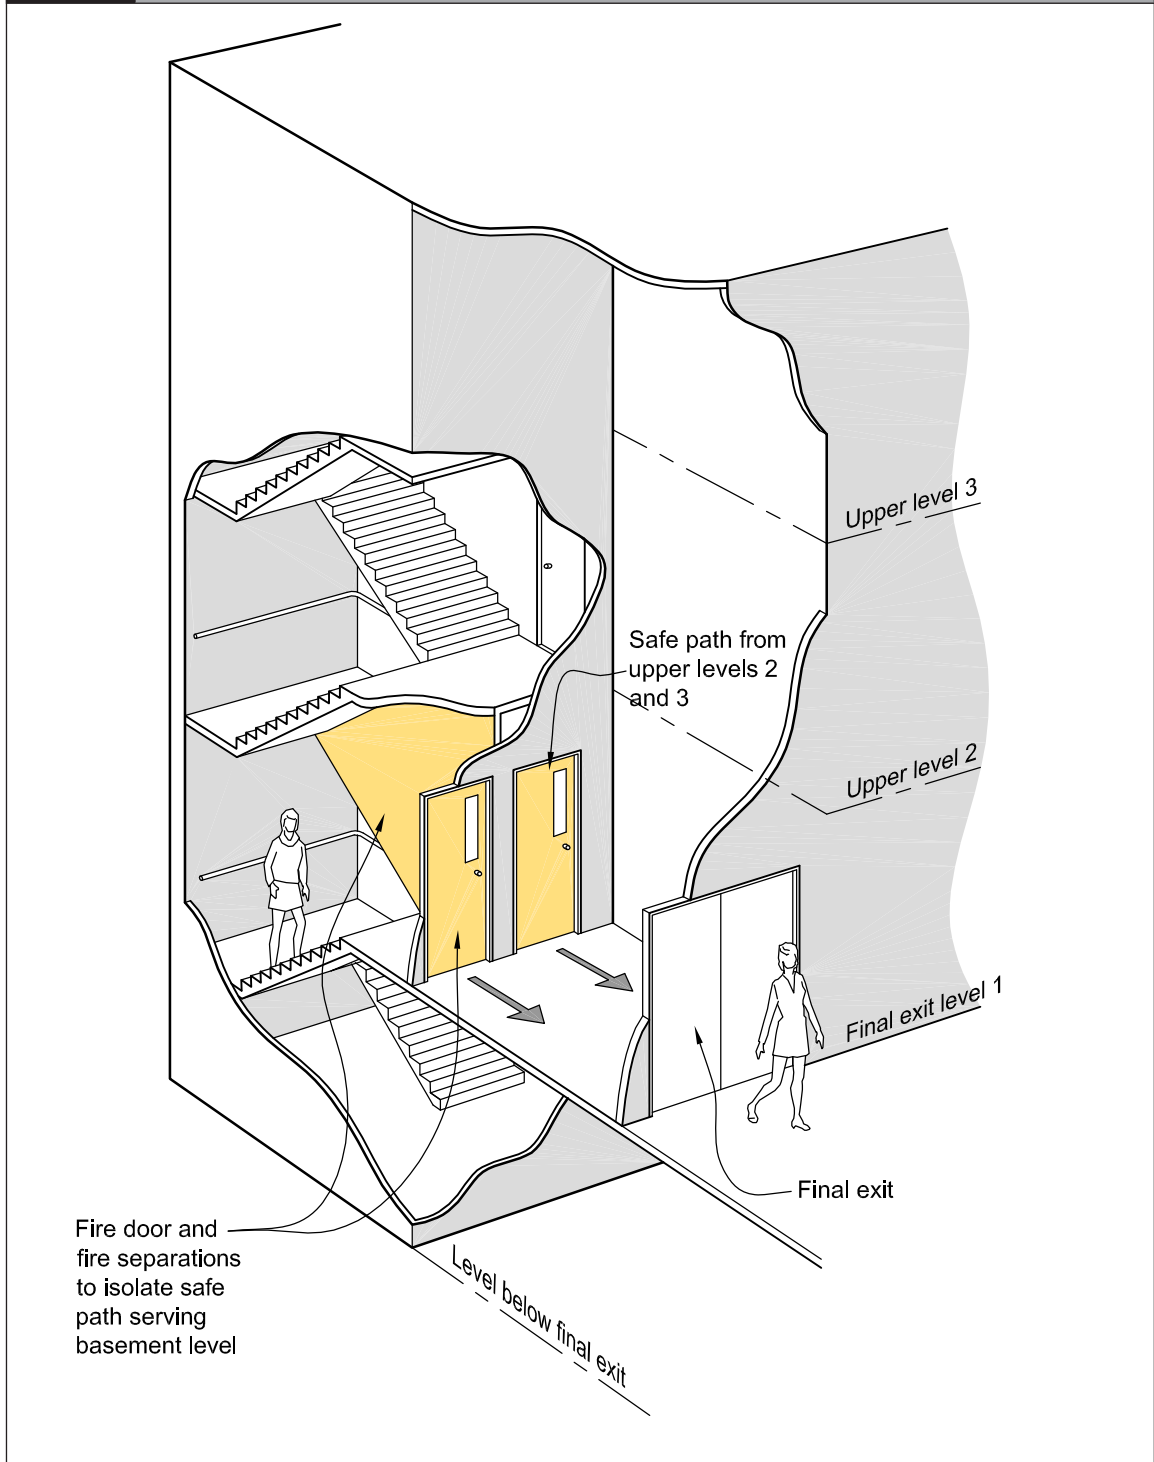 Upper level 3
Safe path from
upper levels 2
and 3
Upper level 2
Final exit level 1
Final exit
Fire door and
fire separations
to isolate safe
path serving
basement level
Level below final exit